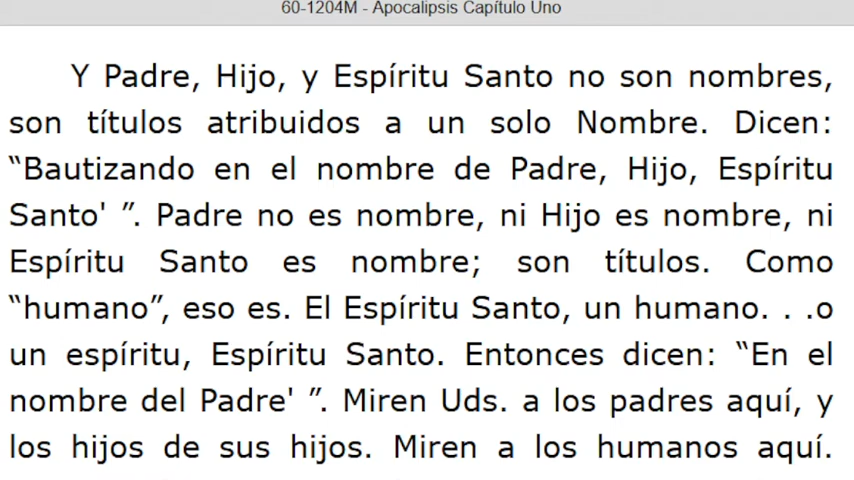 60-1204M - Apocalipsis Capítulo Uno
Y Padre, Hijo, y Espíritu Santo no son nombres,
son títulos atribuidos a un solo Nombre. Dicen:
“Bautizando en el nombre de Padre, Hijo, Espíritu
Santo' ”. Padre no es nombre, ni Hijo es nombre, ni
Espíritu Santo es nombre; son títulos. Como
“humano”, eso es. El Espíritu Santo, un humano. . .o
un espíritu, Espíritu Santo. Entonces dicen: “En el
nombre del Padre' ”. Miren Uds. a los padres aquí, y
los hijos de sus hijos. Miren a los humanos aquí.